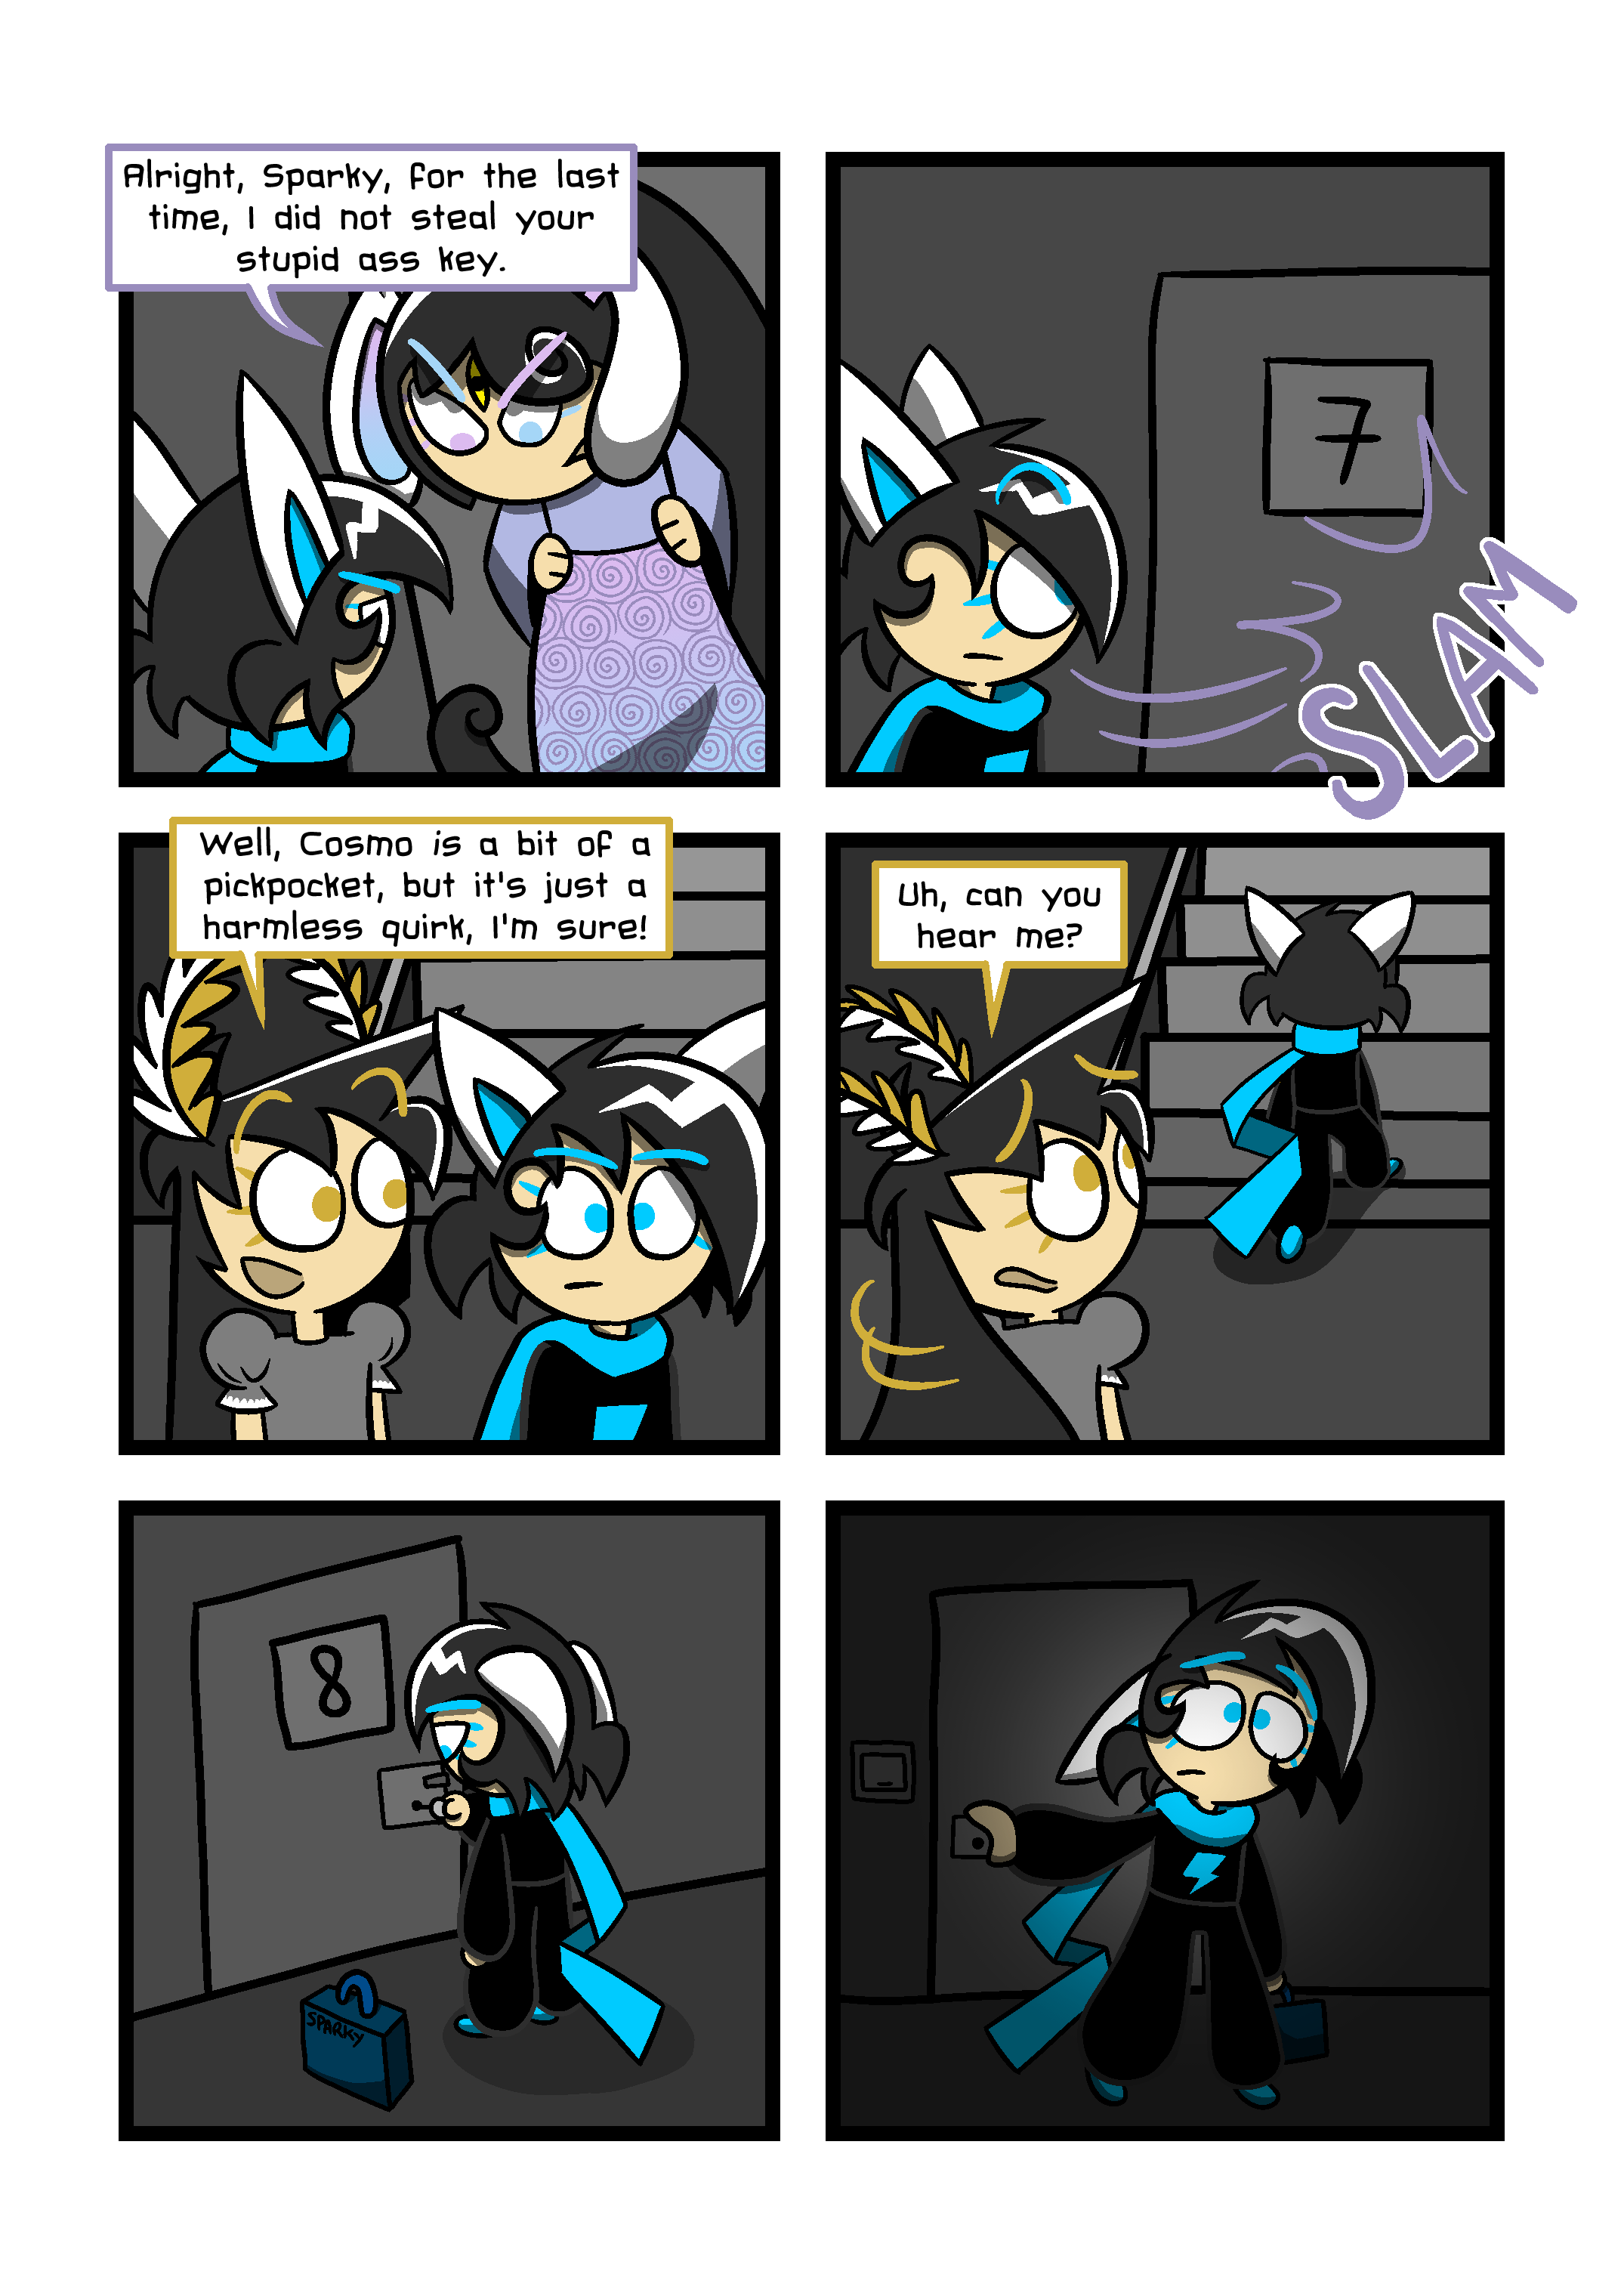 Alright, Sparky, for the last
time, I did not steal your
stupid ass key.
7
SLAM
Well, Cosmo is a bit of a
pickpocket, but it's just a
harmless quirk, I'm sure!
Uh, can you
hear me?
8
SPARKY